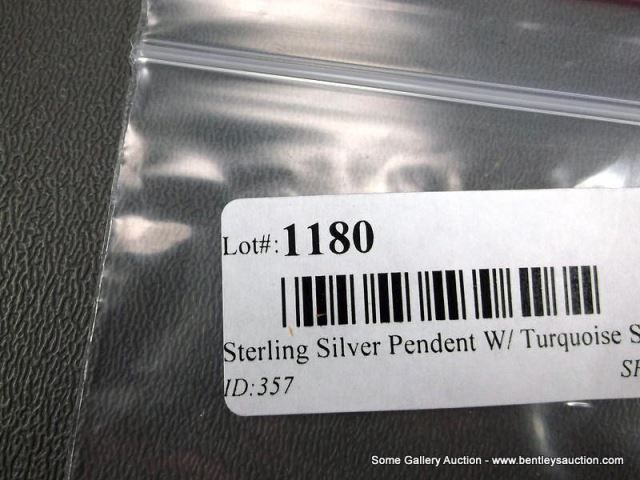 Lot#:1180
Sterling Silver Pendent W/ Turquoise S
ID:357
Some Gallery Auction - www.bentleysauction.com